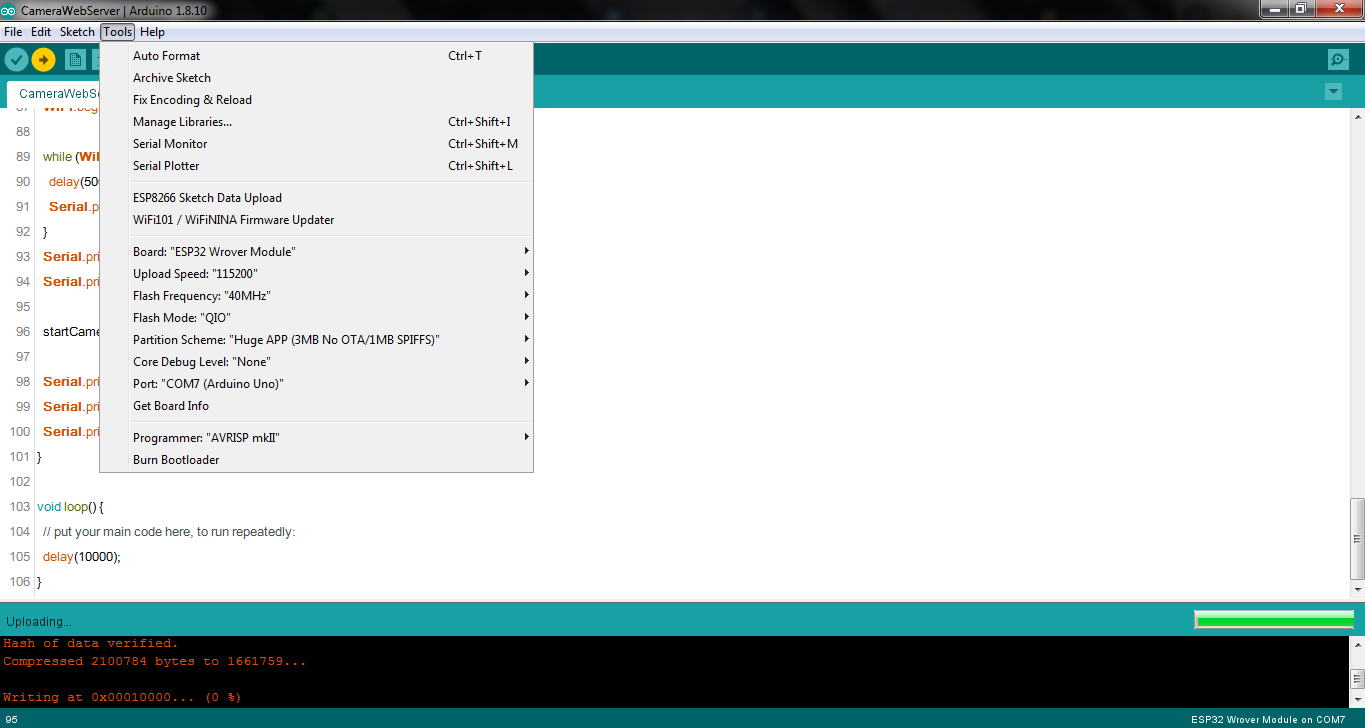 CameraWebServer | Arduino 1.8.10
File Edit Sketch Tools Help
Auto Format Ctrl+T
Archive Sketch
Fix Encoding & Reload
Manage Libraries... Ctrl+Shift+I
Serial Monitor Ctrl+Shift+M
Serial Plotter Ctrl+Shift+L
ESP8266 Sketch Data Upload
WiFi101 / WiFiNINA Firmware Updater
Board: "ESP32 Wrover Module"
Upload Speed: "115200"
Flash Frequency: "40MHz"
Flash Mode: "QIO"
Partition Scheme: "Huge APP (3MB No OTA/1MB SPIFFS)"
Core Debug Level: "None"
Port: "COM7 (Arduino Uno)"
Get Board Info
Programmer: "AVRISP mkII"
Burn Bootloader
CameraWebSe
88
89 while (Wi
90 delay(50
91 Serial.p
92 }
93 Serial.pri
94 Serial.pri
95
96 startCame
97
98 Serial.pri
99 Serial.pri
100 Serial.pri
101 }
102
103 void loop() {
104 // put your main code here, to run repeatedly:
105 delay(10000);
106 }
Uploading...
Hash of data verified.
Compressed 2100784 bytes to 1661759...
Writing at 0x00010000... (0 %)
95 ESP32 Wrover Module on COM7